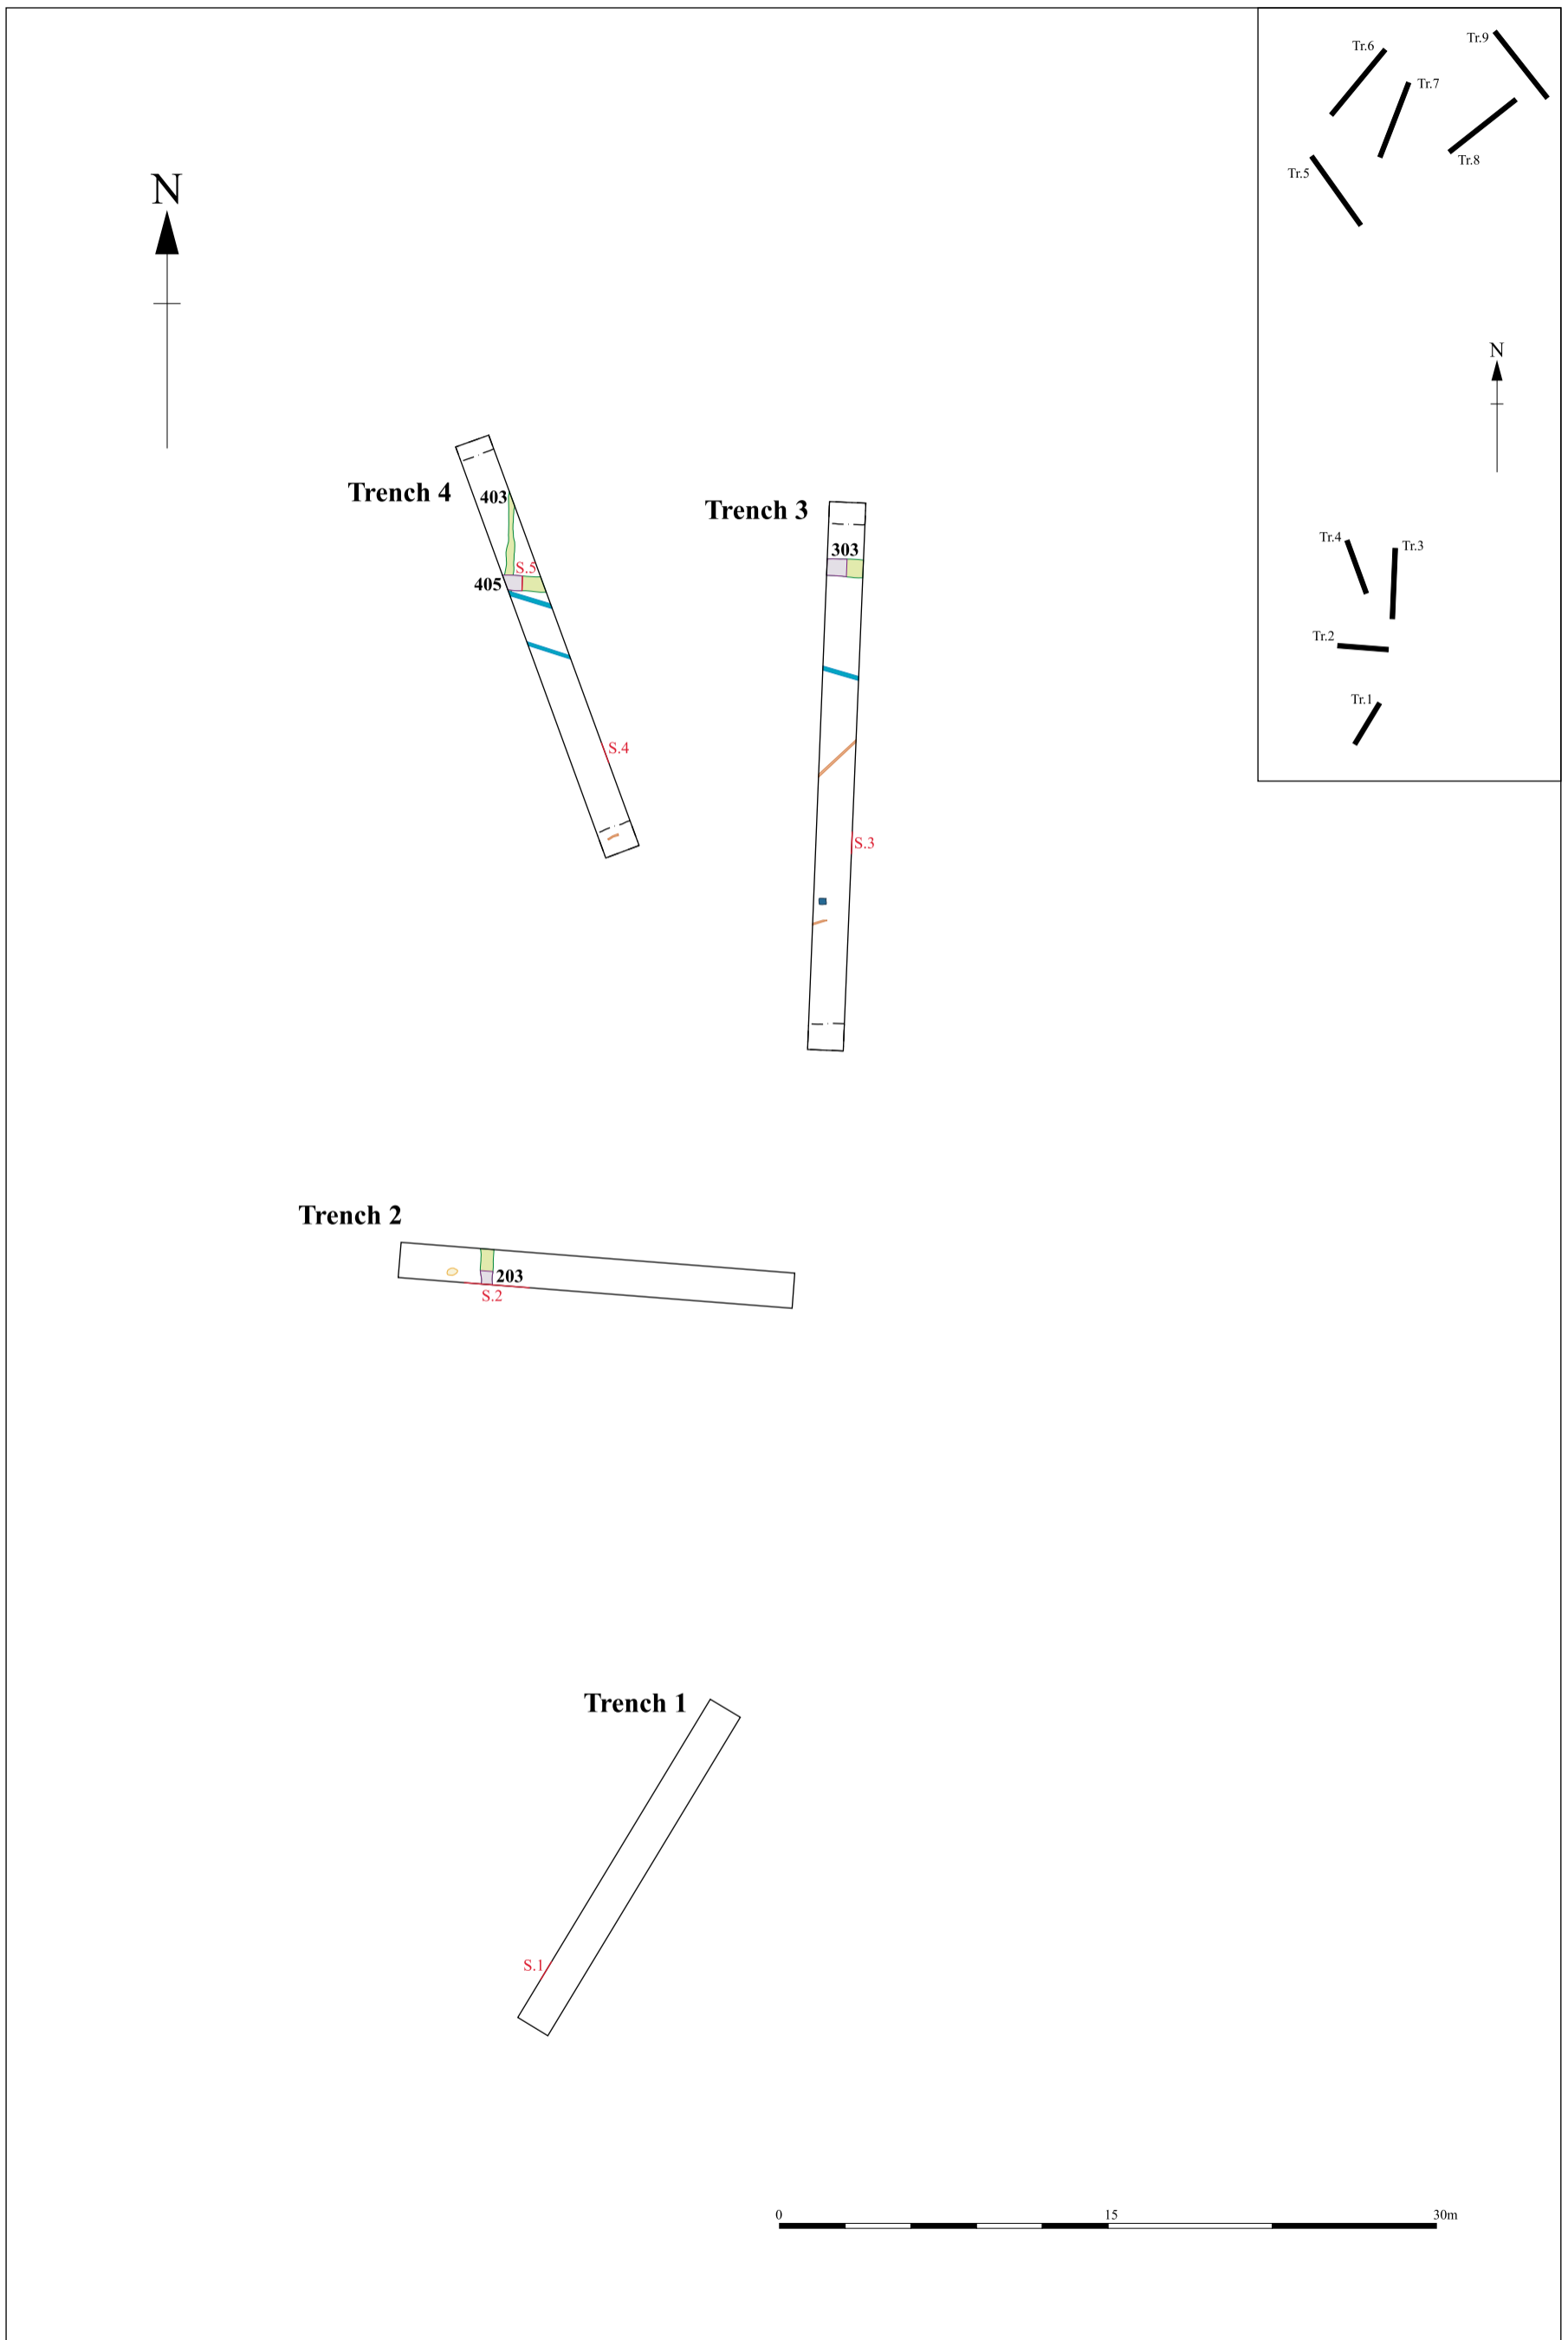 Tr.6
Tr.9
Tr.7
Tr.8
Tr.5
N
N
Tr.4
Tr.3
Tr.2
Tr.1
Trench 4
403
S.5
405
S.4
Trench 3
303
S.3
Trench 2
203
S.2
Trench 1
S.1
0 15 30m